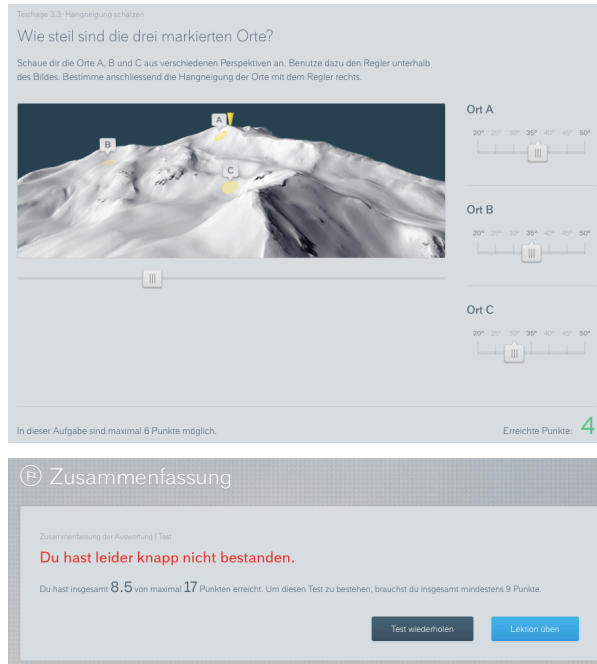 Testfrage 3.3: Hangneigung schätzen
Wie steil sind die drei markierten Orte?
Schaue dir die Orte A, B und C aus verschiedenen Perspektiven an. Benutze dazu den Regler unterhalb
des Bildes. Bestimme anschliessend die Hangneigung der Orte mit dem Regler rechts.
A
B
C
Ort A
20° 25° 30° 35° 40° 45° 50°
Ort B
20° 25° 30° 35° 40° 45° 50°
Ort C
20° 25° 30° 35° 40° 45° 50°
In dieser Aufgabe sind maximal 6 Punkte möglich.
Erreichte Punkte: 4
Zusammenfassung
Zusammenfassung der Auswertung | Test
Du hast leider knapp nicht bestanden.
Du hast insgesamt 8.5 von maximal 17 Punkten erreicht. Um diesen Test zu bestehen, brauchst du insgesamt mindestens 9 Punkte.
Test wiederholen
Lektion üben